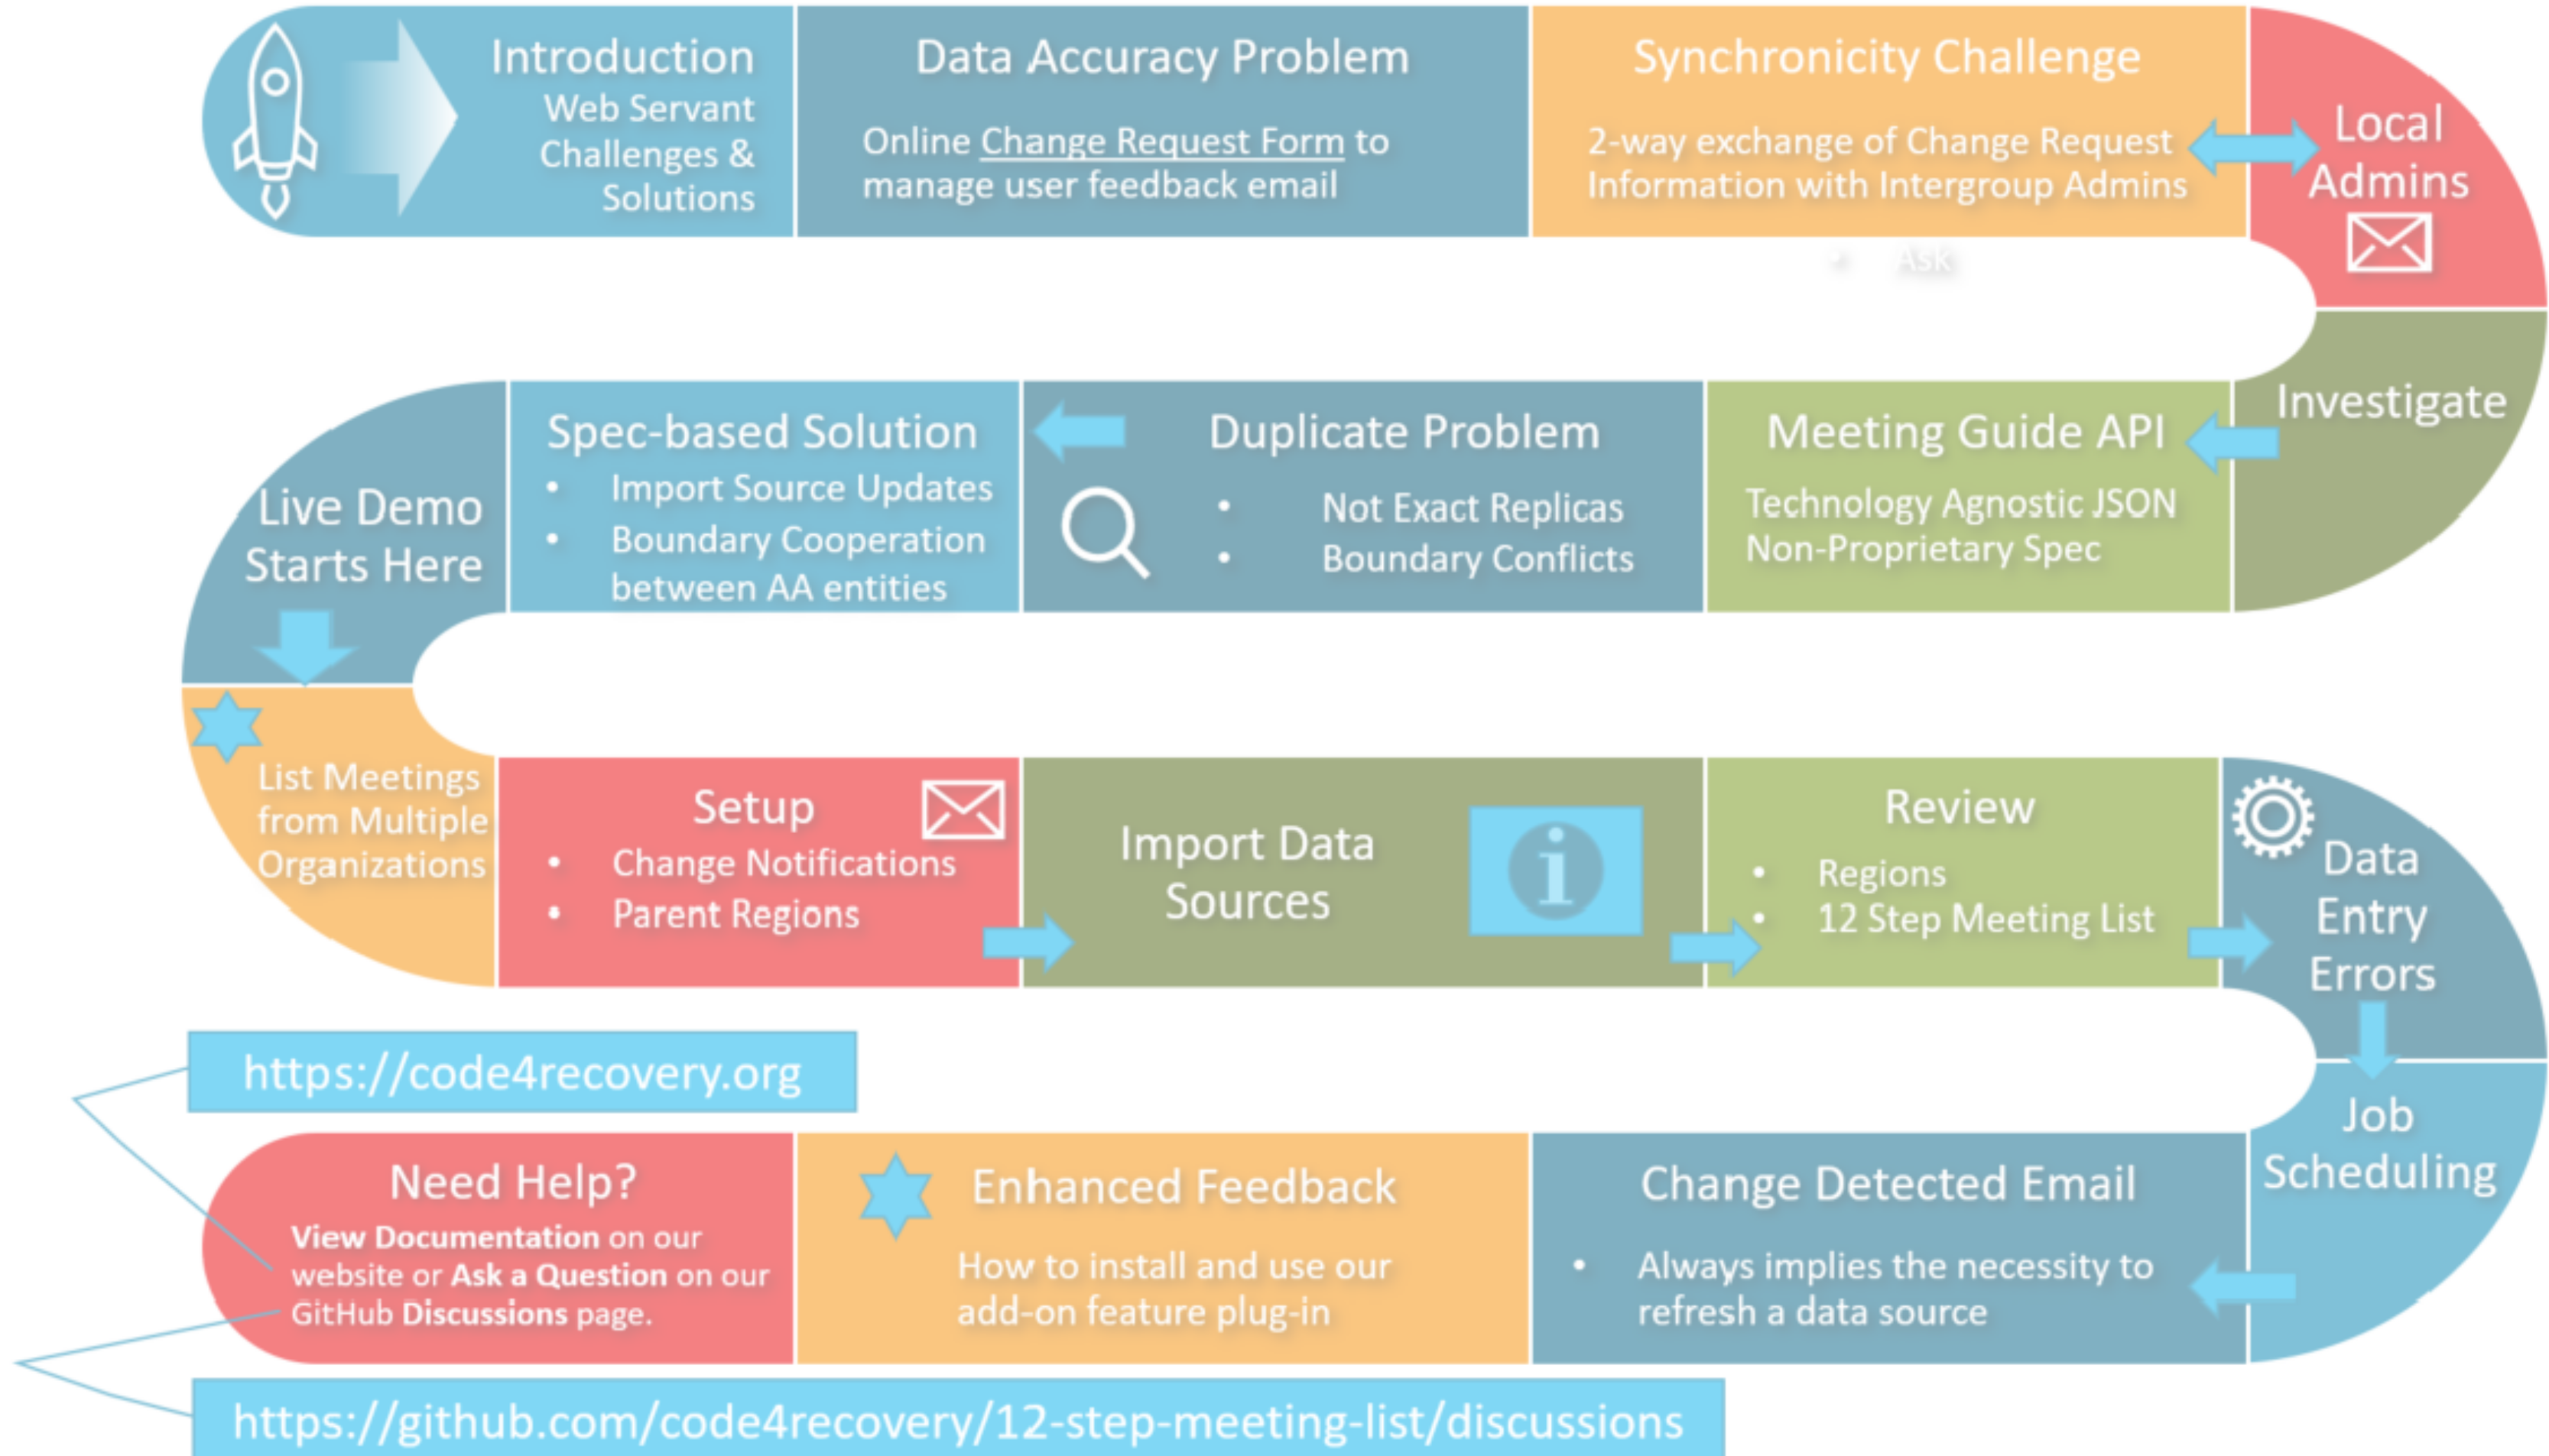 Introduction
Web Servant
Challenges &
Solutions
Data Accuracy Problem
Online Change Request Form to
manage user feedback email
Synchronicity Challenge
2-way exchange of Change Request
Information with Intergroup Admins
• Ask
Local
Admins
Investigate
Meeting Guide API
Technology Agnostic JSON
Non-Proprietary Spec
Duplicate Problem
• Not Exact Replicas
• Boundary Conflicts
Spec-based Solution
• Import Source Updates
• Boundary Cooperation
between AA entities
Live Demo
Starts Here
List Meetings
from Multiple
Organizations
Setup
• Change Notifications
• Parent Regions
Import Data
Sources
i
Review
• Regions
• 12 Step Meeting List
Data
Entry
Errors
Job
Scheduling
Change Detected Email
• Always implies the necessity to
refresh a data source
Enhanced Feedback
How to install and use our
add-on feature plug-in
Need Help?
View Documentation on our
website or Ask a Question on our
GitHub Discussions page.
https://code4recovery.org
https://github.com/code4recovery/12-step-meeting-list/discussions